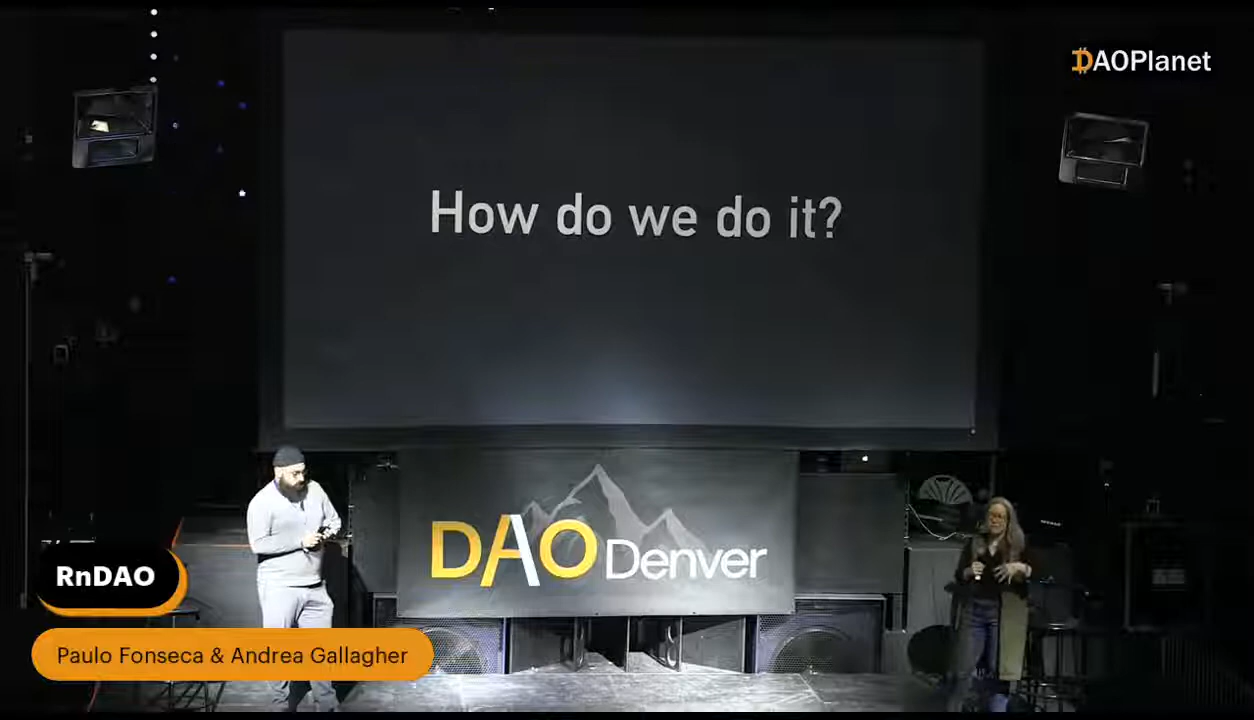 DAOPlanet
How do we do it?
DAO Denver
RnDAO
Paulo Fonseca & Andrea Gallagher